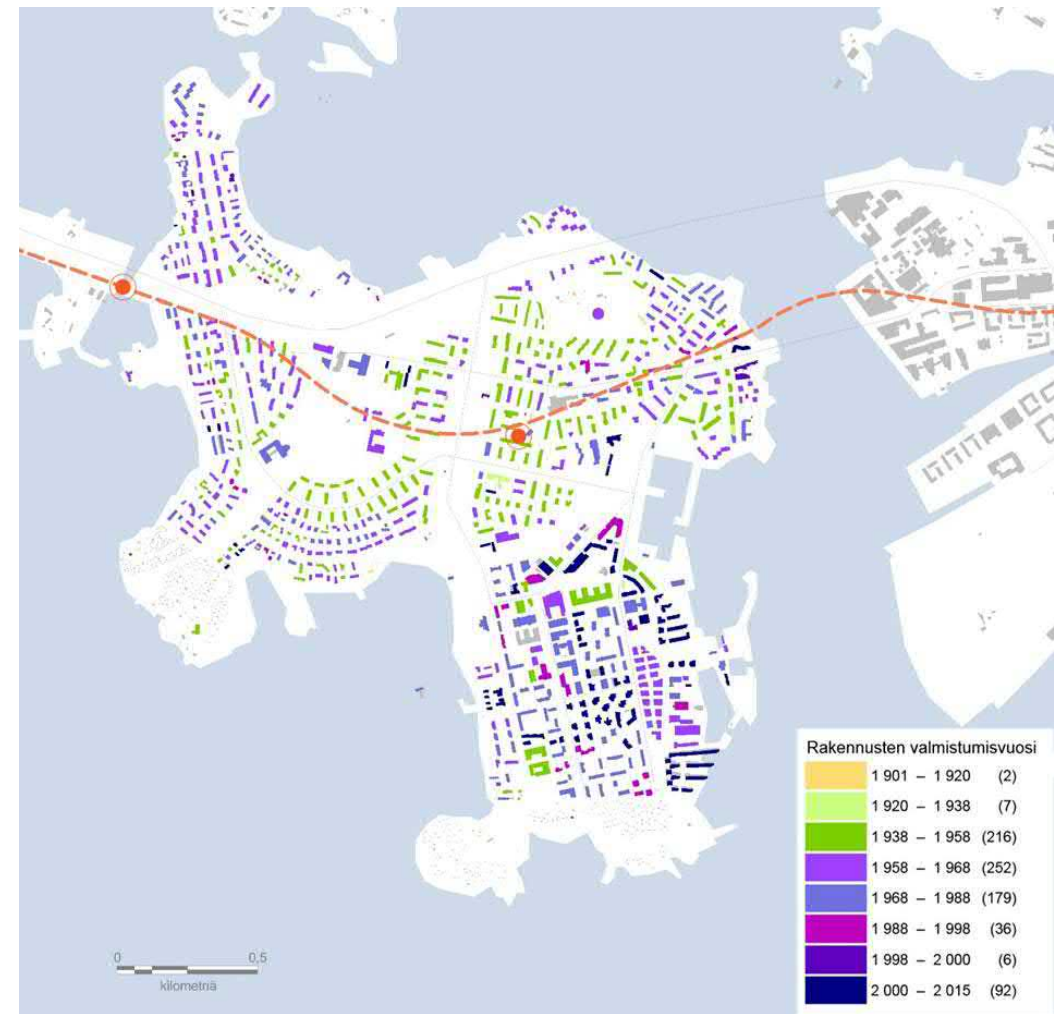 Rakennusten valmistumisvuosi
1 901 – 1 920 (2)
1 920 – 1 938 (7)
1 938 – 1 958 (216)
1 958 – 1 968 (252)
1 968 – 1 988 (179)
1 988 – 1 998 (36)
1 998 – 2 000 (6)
2 000 – 2 015 (92)
0 0,5
kilometriä